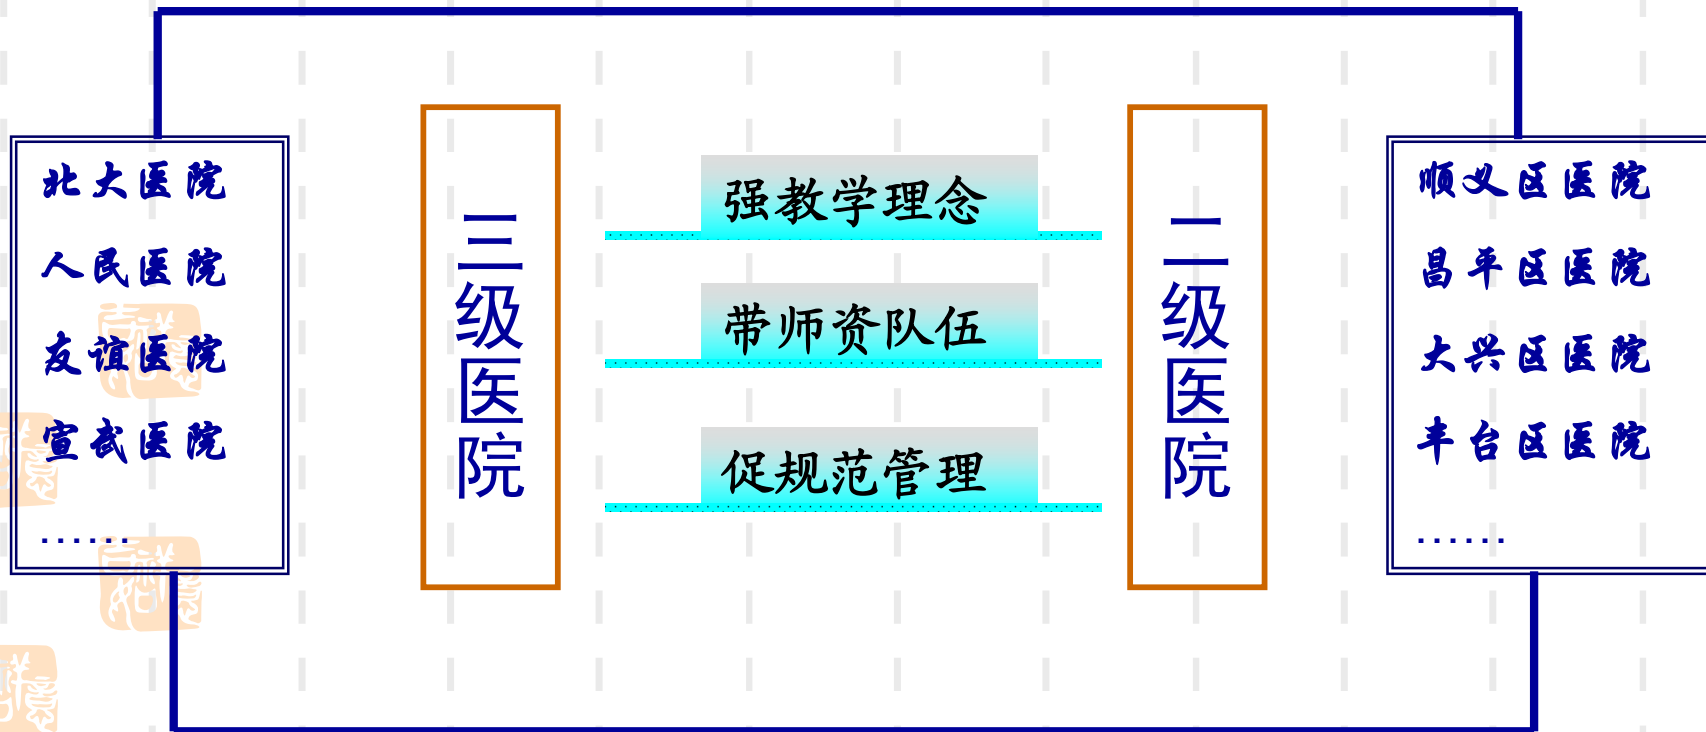 北大医院
人民医院
友谊医院
宣武医院
......
三级医院
强教学理念
带师资队伍
促规范管理
二级医院
顺义区医院
昌平区医院
大兴区医院
丰台区医院
......